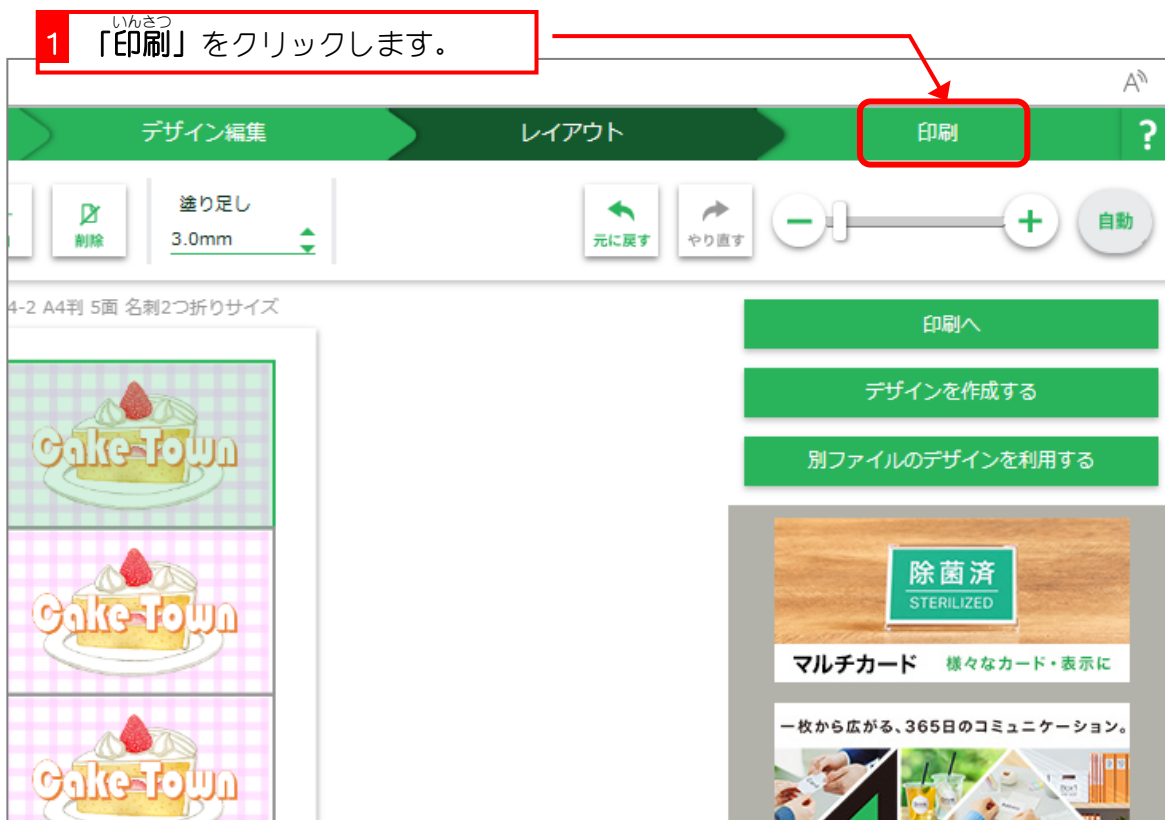 いんさつ
1 「印刷」をクリックします。
A
デザイン編集 レイアウト 印刷 ?
塗り足し
削除 3.0mm 元に戻す やり直す 自動
4-2 A4判 5面 名刺2つ折りサイズ
印刷へ
デザインを作成する
別ファイルのデザインを利用する
Cake Town
Cake Town
Cake Town
除菌済
STERILIZED
マルチカード 様々なカード・表示に
一枚から広がる、365日のコミュニケーション。